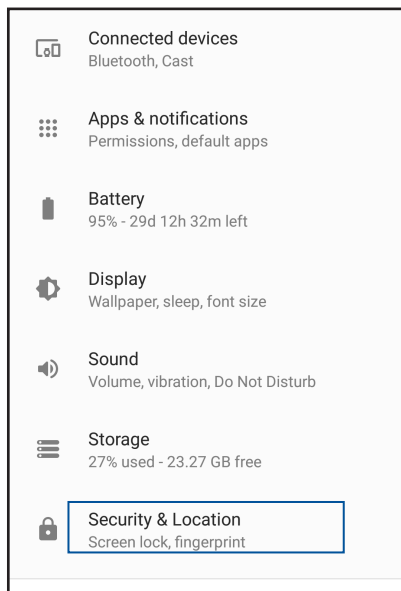 Connected devices
Bluetooth, Cast
Apps & notifications
Permissions, default apps
Battery
95% - 29d 12h 32m left
Display
Wallpaper, sleep, font size
Sound
Volume, vibration, Do Not Disturb
Storage
27% used - 23.27 GB free
Security & Location
Screen lock, fingerprint